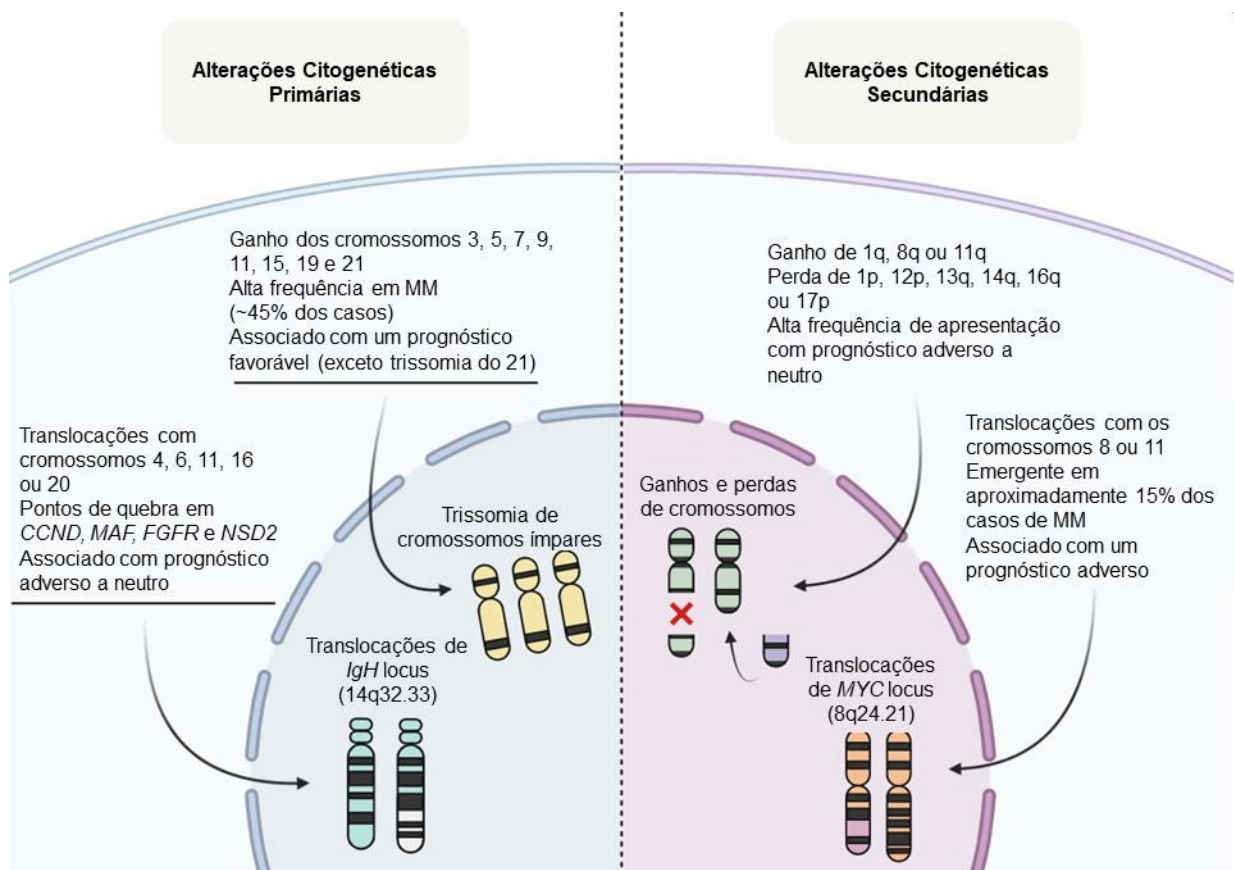 Alterações Citogenéticas
Primárias
Ganho dos cromossomos 3, 5, 7, 9,
11, 15, 19 e 21
Alta frequência em MM
(~45% dos casos)
Associado com um prognóstico
favorável (exceto trissomia do 21)
Translocações com
cromossomos 4, 6, 11, 16
ou 20
Pontos de quebra em
CCND, MAF, FGFR e NSD2
Associado com prognóstico
adverso a neutro
Trissomia de
cromossomos ímpares
Translocações de
IgH locus
(14q32.33)
Alterações Citogenéticas
Secundárias
Ganho de 1q, 8q ou 11q
Perda de 1p, 12p, 13q, 14q, 16q
ou 17p
Alta frequência de apresentação
com prognóstico adverso a
neutro
Translocações com os
cromossomos 8 ou 11
Emergente em
aproximadamente 15% dos
casos de MM
Associado com um
prognóstico adverso
Ganhos e perdas
de cromossomos
Translocações
de MYC locus
(8q24.21)